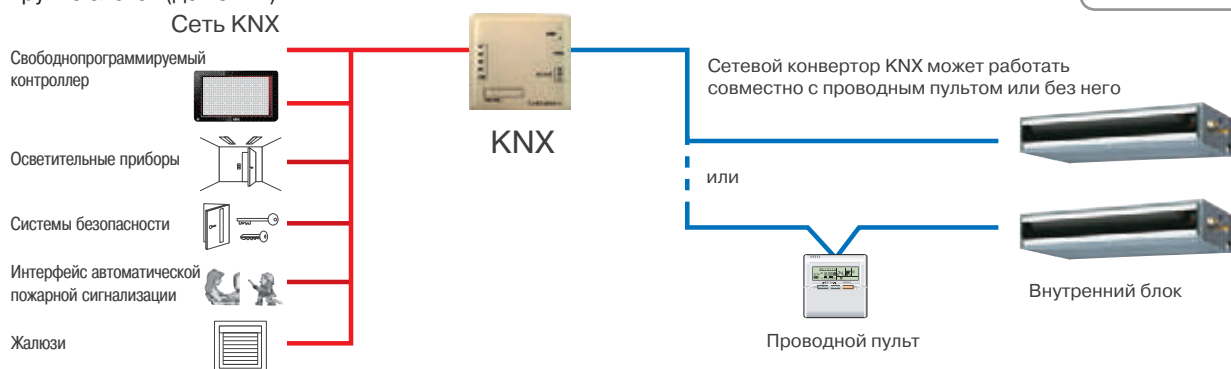 Сеть KNX
Свободнопрограммируемый
контроллер
Осветительные приборы
Системы безопасности
Интерфейс автоматической
пожарной сигнализации
Жалюзи
KNX
Сетевой конвертор KNX может работать
совместно с проводным пультом или без него
или
Проводной пульт
Внутренний блок